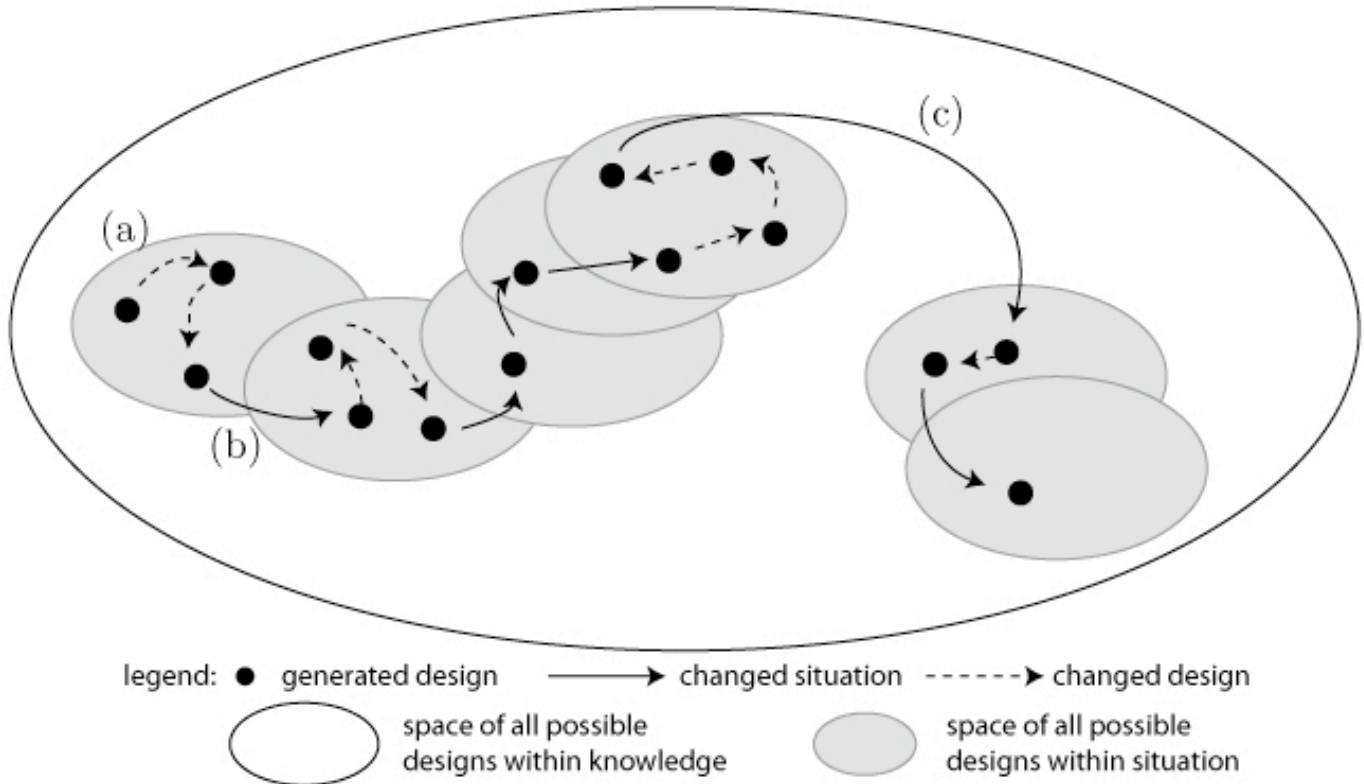 (a)
(b)
(c)
legend: generated design changed situation changed design
space of all possible
designs within knowledge
space of all possible
designs within situation